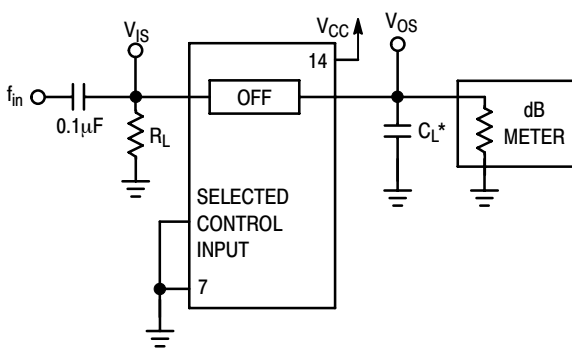 V_IS
V_CC
V_OS
14
f_in
OFF
dB
METER
0.1μF
R_L
C_L*
SELECTED
CONTROL
INPUT
7